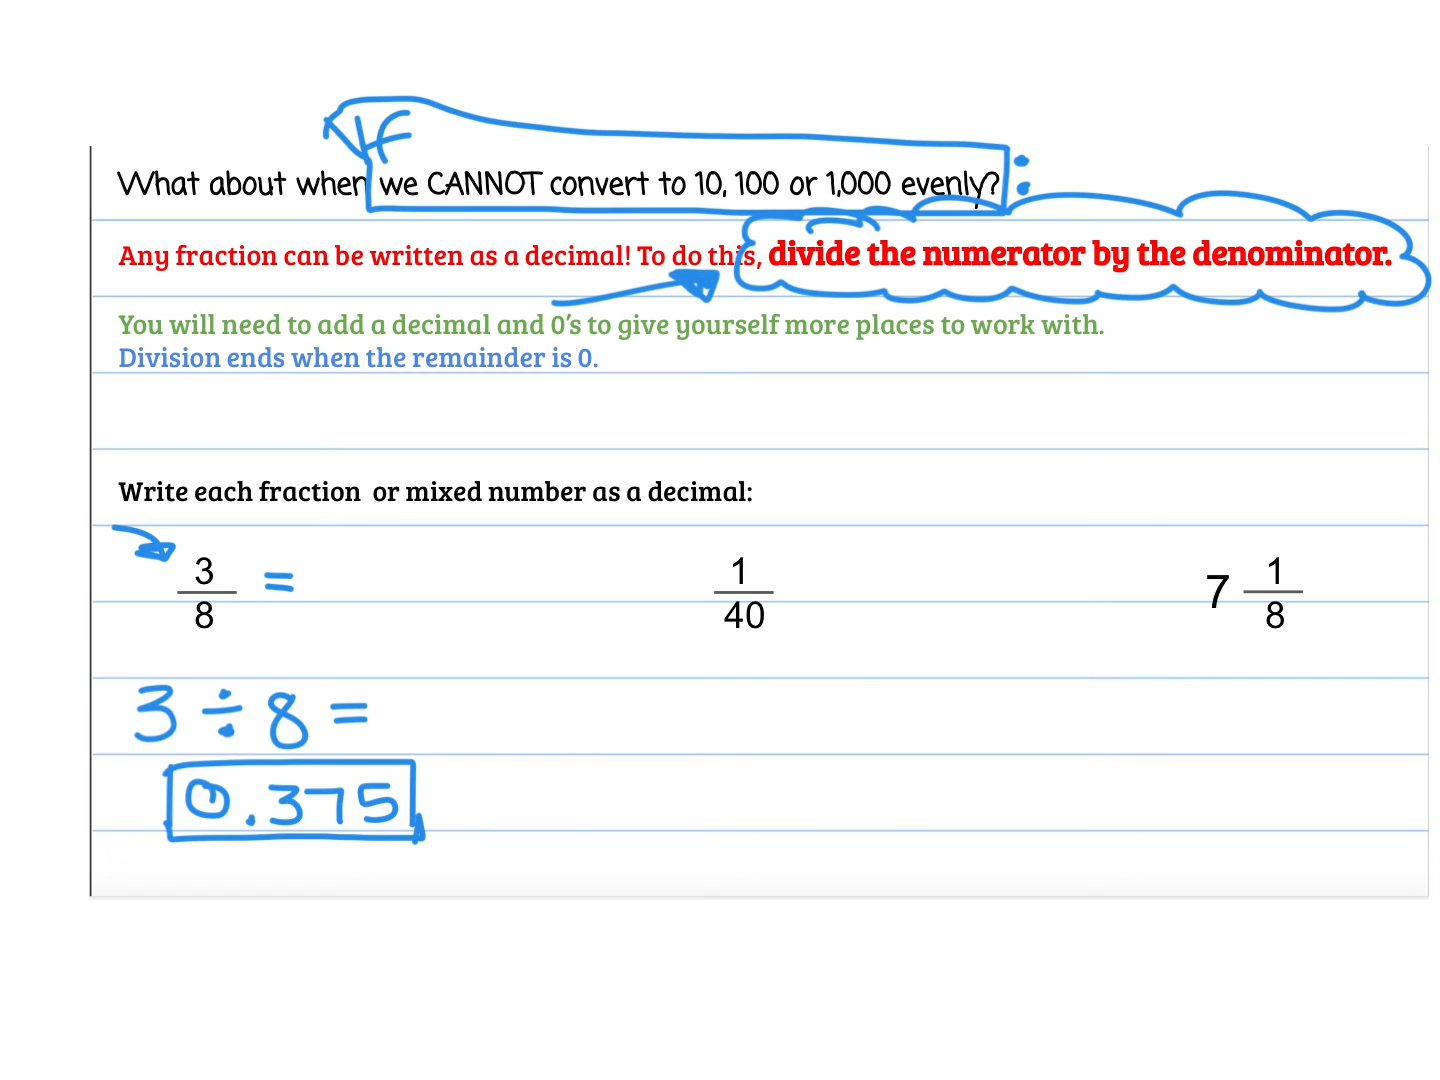 IF
What about when we CANNOT convert to 10, 100 or 1,000 evenly? :
Any fraction can be written as a decimal! To do this, divide the numerator by the denominator.
You will need to add a decimal and 0's to give yourself more places to work with.
Division ends when the remainder is 0.
Write each fraction or mixed number as a decimal:
3/8 = 1/40 7 1/8
3 ÷ 8 =
0.375